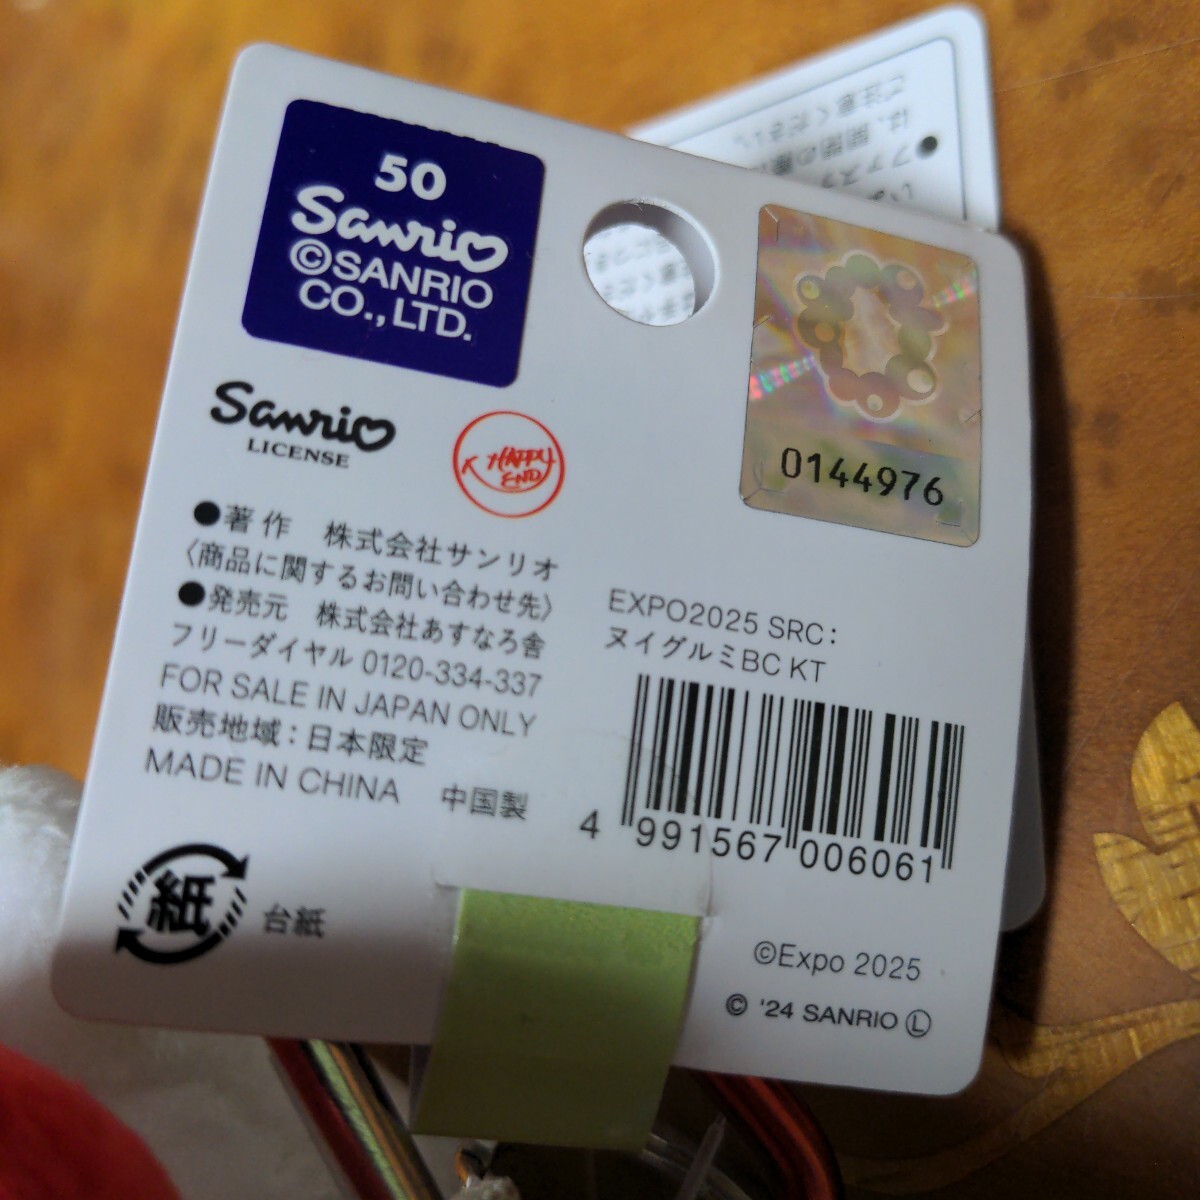 50
Sanrio
©SANRIO
CO.,LTD.
Sanrio
LICENSE
HAPPY
END
0144976
●著作 株式会社サンリオ
〈商品に関するお問い合わせ先〉
●発売元 株式会社あすなろ舎
フリーダイヤル 0120-334-337
FOR SALE IN JAPAN ONLY
販売地域：日本限定
MADE IN CHINA 中国製
紙
台紙
EXPO2025 SRC:
ヌイグルミBC KT
4 991567 006061
©Expo 2025
© '24 SANRIO Ⓛ